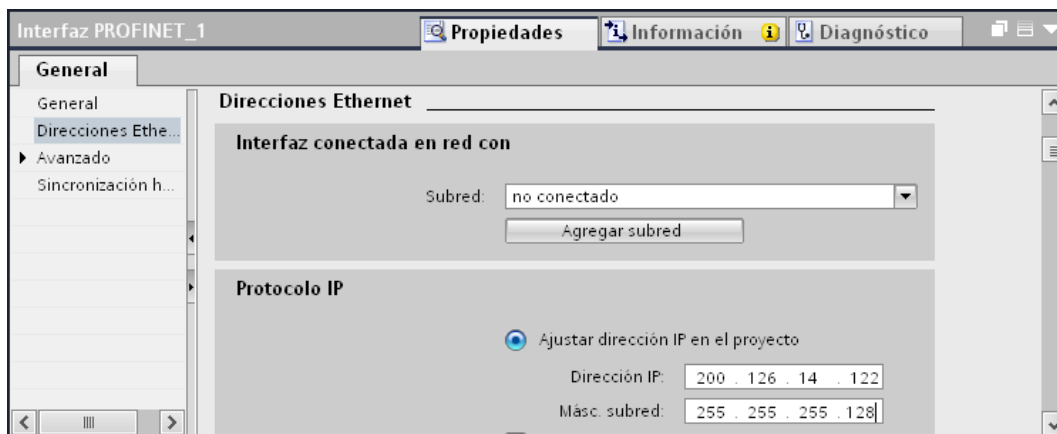 Interfaz PROFINET_1
Propiedades
Información
Diagnóstico
General
General
Direcciones Ethe...
Avanzado
Sincronización h...
Direcciones Ethernet
Interfaz conectada en red con
Subred: no conectado
Agregar subred
Protocolo IP
Ajustar dirección IP en el proyecto
Dirección IP: 200 . 126 . 14 . 122
Másc. subred: 255 . 255 . 255 . 128